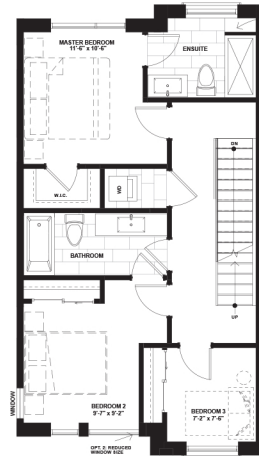 MASTER BEDROOM
11'-6" x 10'-6"
ENSUITE
DN
W.I.C.
WD
BATHROOM
UP
WINDOW
BEDROOM 2
9'-7" x 9'-2"
BEDROOM 3
7'-2" x 7'-6"
OPT. 2: REDUCED
WINDOW SIZE